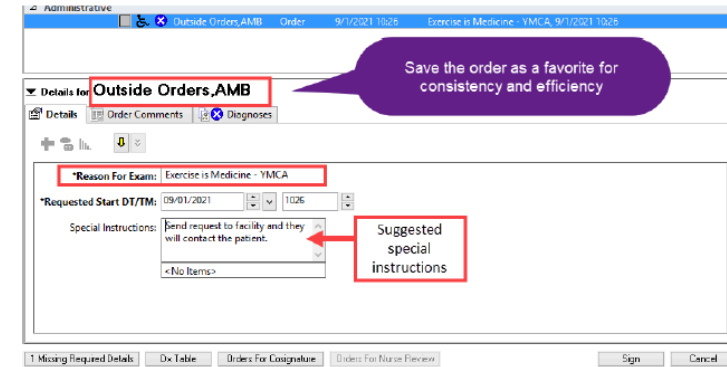 Administrative
Outside Orders,AMB Order 9/1/2021 10:26 Exercise is Medicine - YMCA, 9/1/2021 10:26
Save the order as a favorite for
consistency and efficiency
Details for Outside Orders,AMB
Details Order Comments Diagnoses
*Reason For Exam: Exercise is Medicine - YMCA
*Requested Start DT/TM: 09/01/2021 1026
Special Instructions: Send request to facility and they
will contact the patient.
<No Items>
Suggested
special
instructions
1 Missing Required Details Dx Table Orders For Cosignature Orders For Nurse Review Sign Cancel